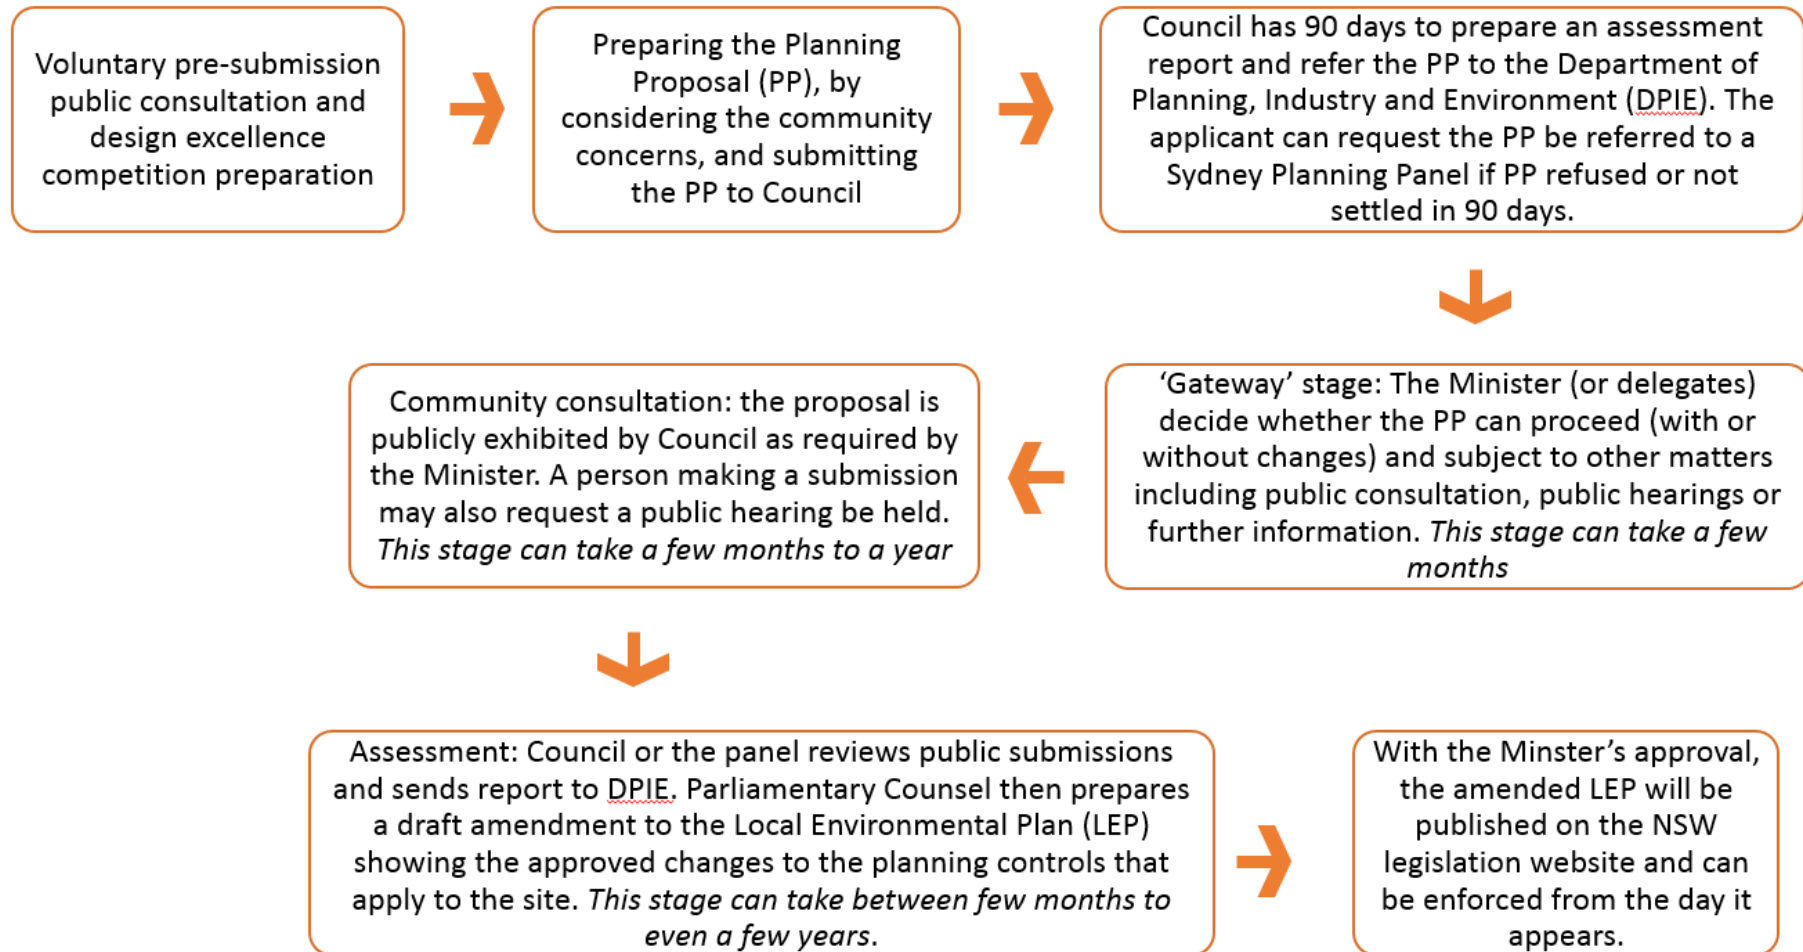 Voluntary pre-submission
public consultation and
design excellence
competition preparation
Preparing the Planning
Proposal (PP), by
considering the community
concerns, and submitting
the PP to Council
Council has 90 days to prepare an assessment
report and refer the PP to the Department of
Planning, Industry and Environment (DPIE). The
applicant can request the PP be referred to a
Sydney Planning Panel if PP refused or not
settled in 90 days.
‘Gateway’ stage: The Minister (or delegates)
decide whether the PP can proceed (with or
without changes) and subject to other matters
including public consultation, public hearings or
further information. This stage can take a few
months
Community consultation: the proposal is
publicly exhibited by Council as required by
the Minister. A person making a submission
may also request a public hearing be held.
This stage can take a few months to a year
Assessment: Council or the panel reviews public submissions
and sends report to DPIE. Parliamentary Counsel then prepares
a draft amendment to the Local Environmental Plan (LEP)
showing the approved changes to the planning controls that
apply to the site. This stage can take between few months to
even a few years.
With the Minster’s approval,
the amended LEP will be
published on the NSW
legislation website and can
be enforced from the day it
appears.